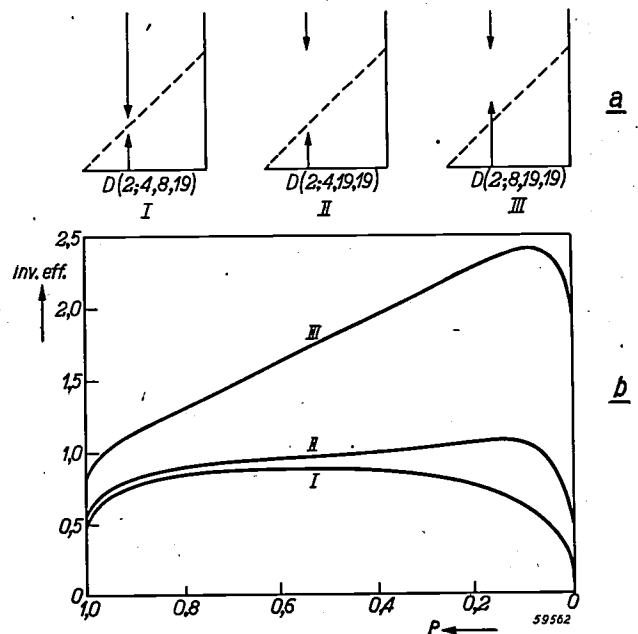 D(2;4,8,19) D(2;4,19,19) D(2;8,19,19)
I II III
a
2,5
inv. eff.
2,0
III
1,5
b
II
1,0
I
0,5
0
1,0 0,8 0,6 0,4 0,2 0
P 59562